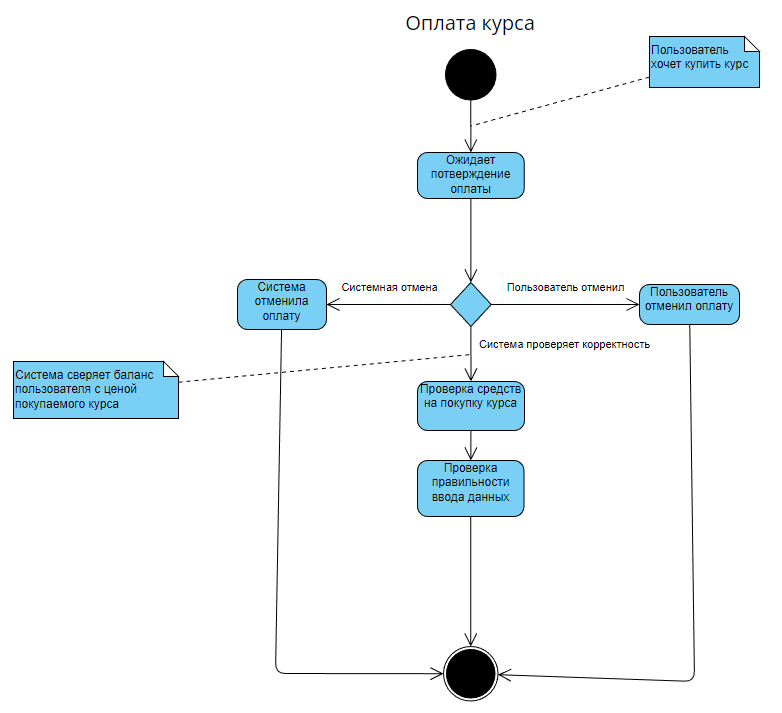 Оплата курса
Пользователь
хочет купить курс
Ожидает
потверждение
оплаты
Система
отменила
оплату
Системная отмена
Пользователь отменил
Пользователь
отменил оплату
Система проверяет корректность
Система сверяет баланс
пользователя с ценой
покупаемого курса
Проверка средств
на покупку курса
Проверка
правильности
ввода данных